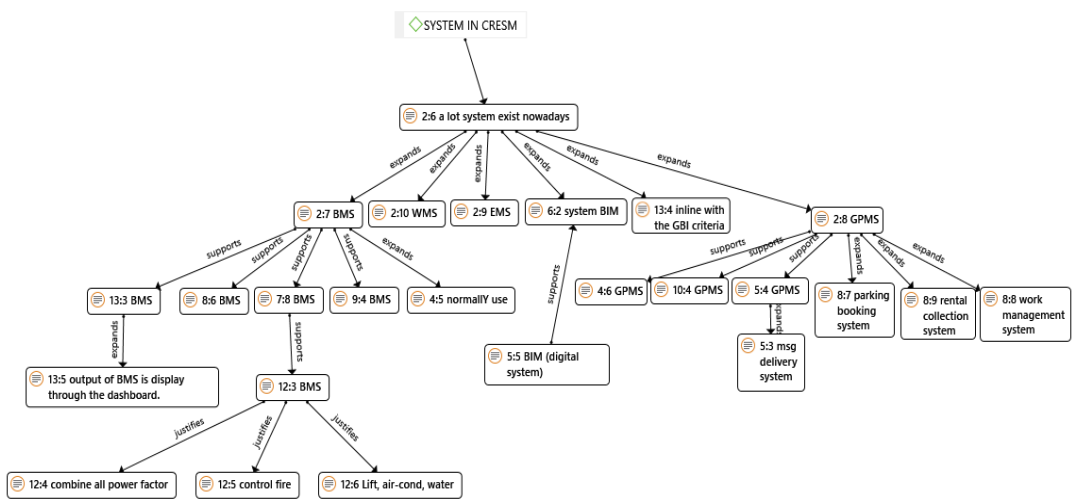 SYSTEM IN CRESM
2:6 a lot system exist nowadays
expands
expands
expands
expands
expands
expands
2:7 BMS
2:10 WMS
2:9 EMS
6:2 system BIM
13:4 inline with
the GBI criteria
2:8 GPMS
supports
supports
supports
supports
expands
supports
supports
supports
supports
expands
expands
expands
13:3 BMS
8:6 BMS
7:8 BMS
9:4 BMS
4:5 normallY use
4:6 GPMS
10:4 GPMS
5:4 GPMS
8:7 parking
booking
system
8:9 rental
collection
system
8:8 work
management
system
expands
supports
expands
5:5 BIM (digital
system)
5:3 msg
delivery
system
13:5 output of BMS is display
through the dashboard.
12:3 BMS
justifies
justifies
justifies
12:4 combine all power factor
12:5 control fire
12:6 Lift, air-cond, water